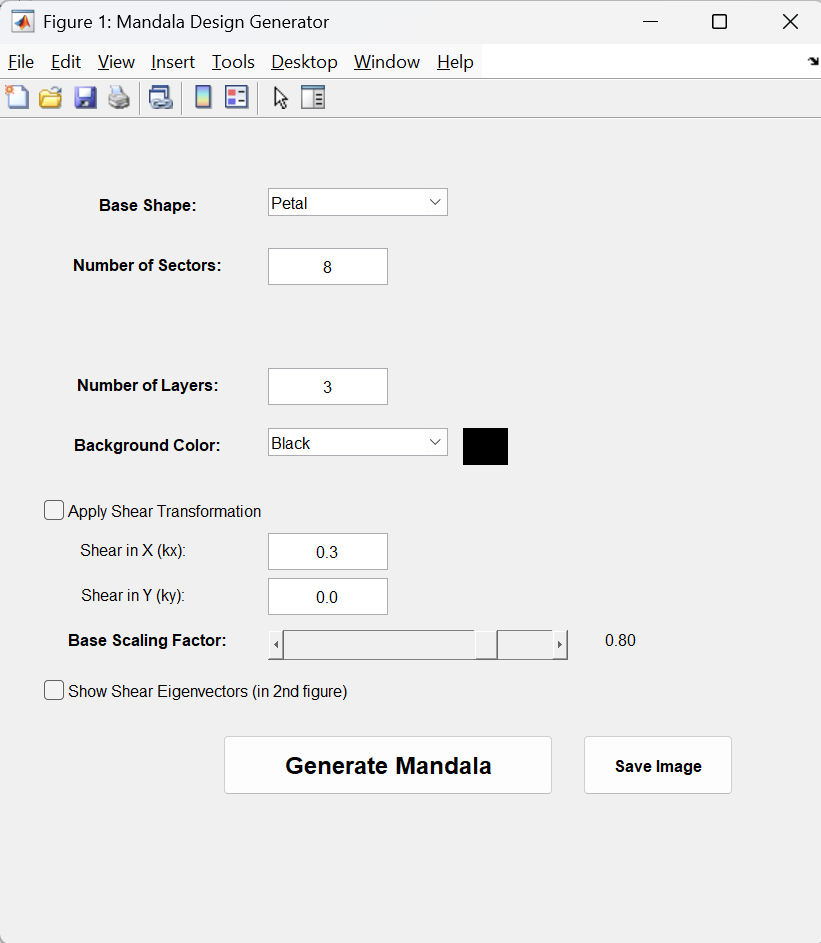 Figure 1: Mandala Design Generator
File Edit View Insert Tools Desktop Window Help
Base Shape: Petal
Number of Sectors: 8
Number of Layers: 3
Background Color: Black
Apply Shear Transformation
Shear in X (kx): 0.3
Shear in Y (ky): 0.0
Base Scaling Factor: 0.80
Show Shear Eigenvectors (in 2nd figure)
Generate Mandala Save Image